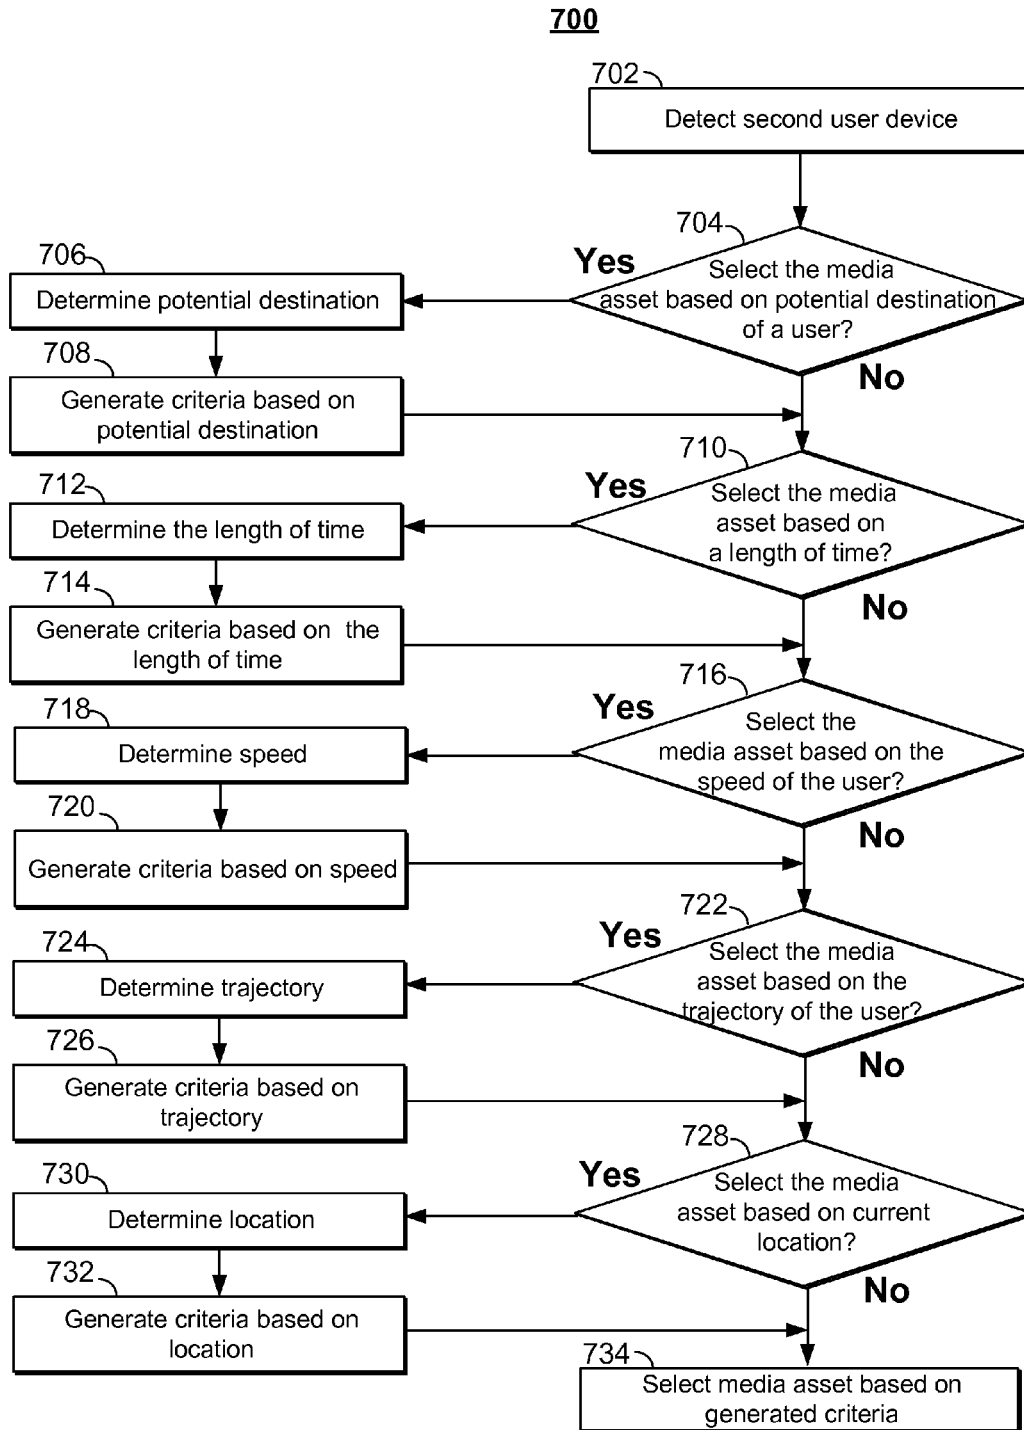 700
702
Detect second user device
704
Yes
Select the media
asset based on potential destination
of a user?
No
706
Determine potential destination
708
Generate criteria based on
potential destination
710
Yes
Select the media
asset based on
a length of time?
No
712
Determine the length of time
714
Generate criteria based on the
length of time
716
Yes
Select the
media asset based on the
speed of the user?
No
718
Determine speed
720
Generate criteria based on speed
722
Yes
Select the media
asset based on the
trajectory of the user?
No
724
Determine trajectory
726
Generate criteria based on
trajectory
728
Yes
Select the media
asset based on current
location?
No
730
Determine location
732
Generate criteria based on
location
734
Select media asset based on
generated criteria